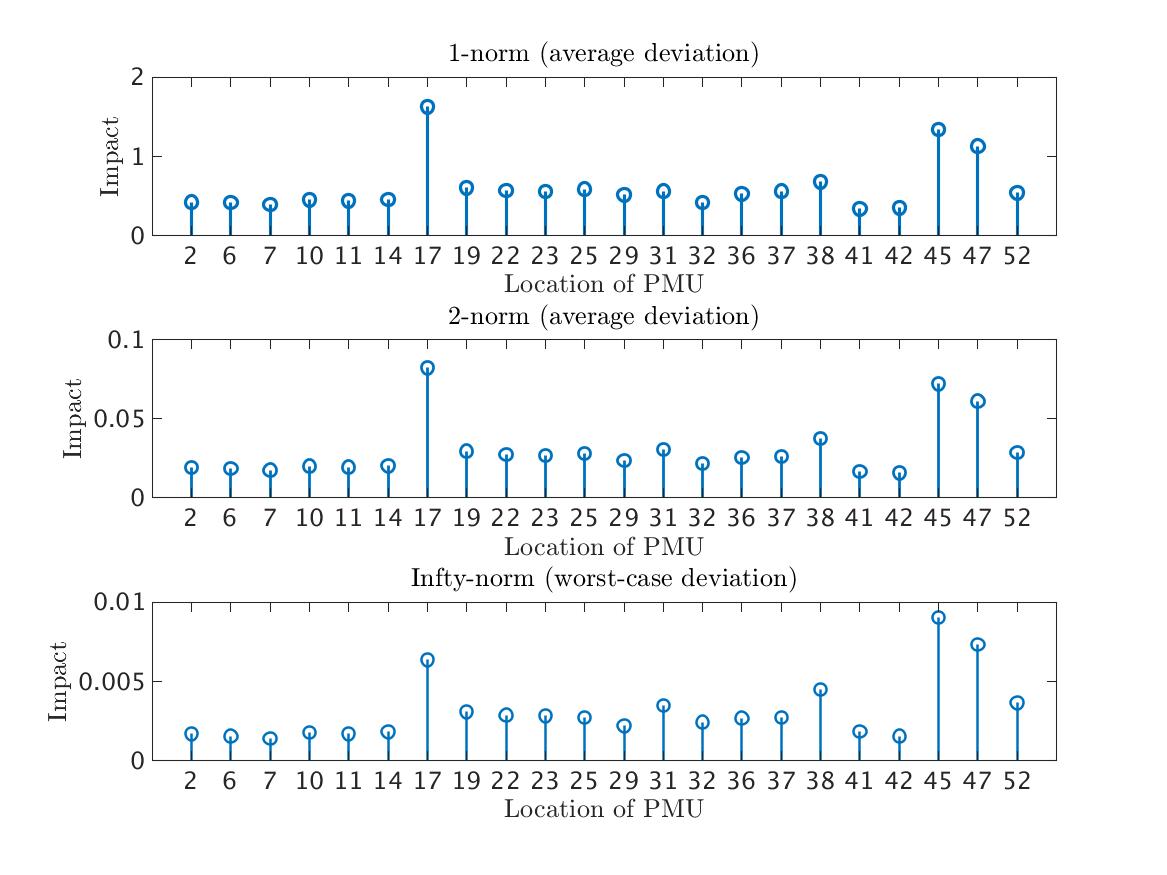 1-norm (average deviation)
2
1
0
Impact
2 6 7 10 11 14 17 19 22 23 25 29 31 32 36 37 38 41 42 45 47 52
Location of PMU
2-norm (average deviation)
0.1
0.05
0
Impact
2 6 7 10 11 14 17 19 22 23 25 29 31 32 36 37 38 41 42 45 47 52
Location of PMU
Infty-norm (worst-case deviation)
0.01
0.005
0
Impact
2 6 7 10 11 14 17 19 22 23 25 29 31 32 36 37 38 41 42 45 47 52
Location of PMU